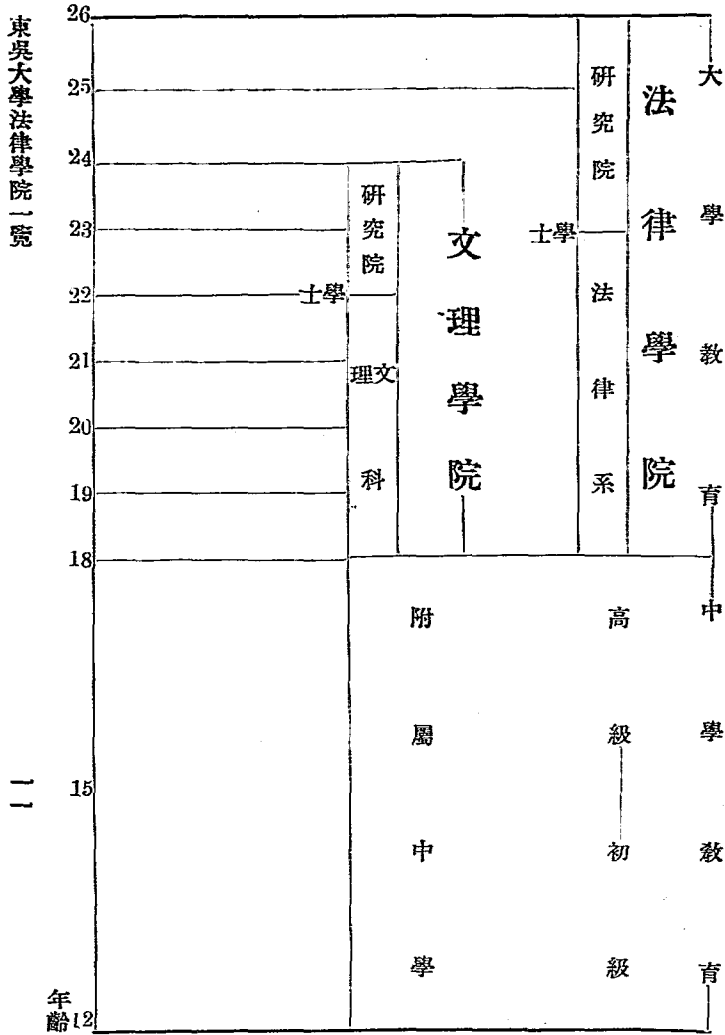 東吳大學法律學院一覽
一一
26
25
24
23
22
21
20
19
18
15
12
年齡
大學教育
中學教育
法律學院
研究院
學士
法律系
文理學院
研究院
學士
文理科
高級
初級
附屬中學